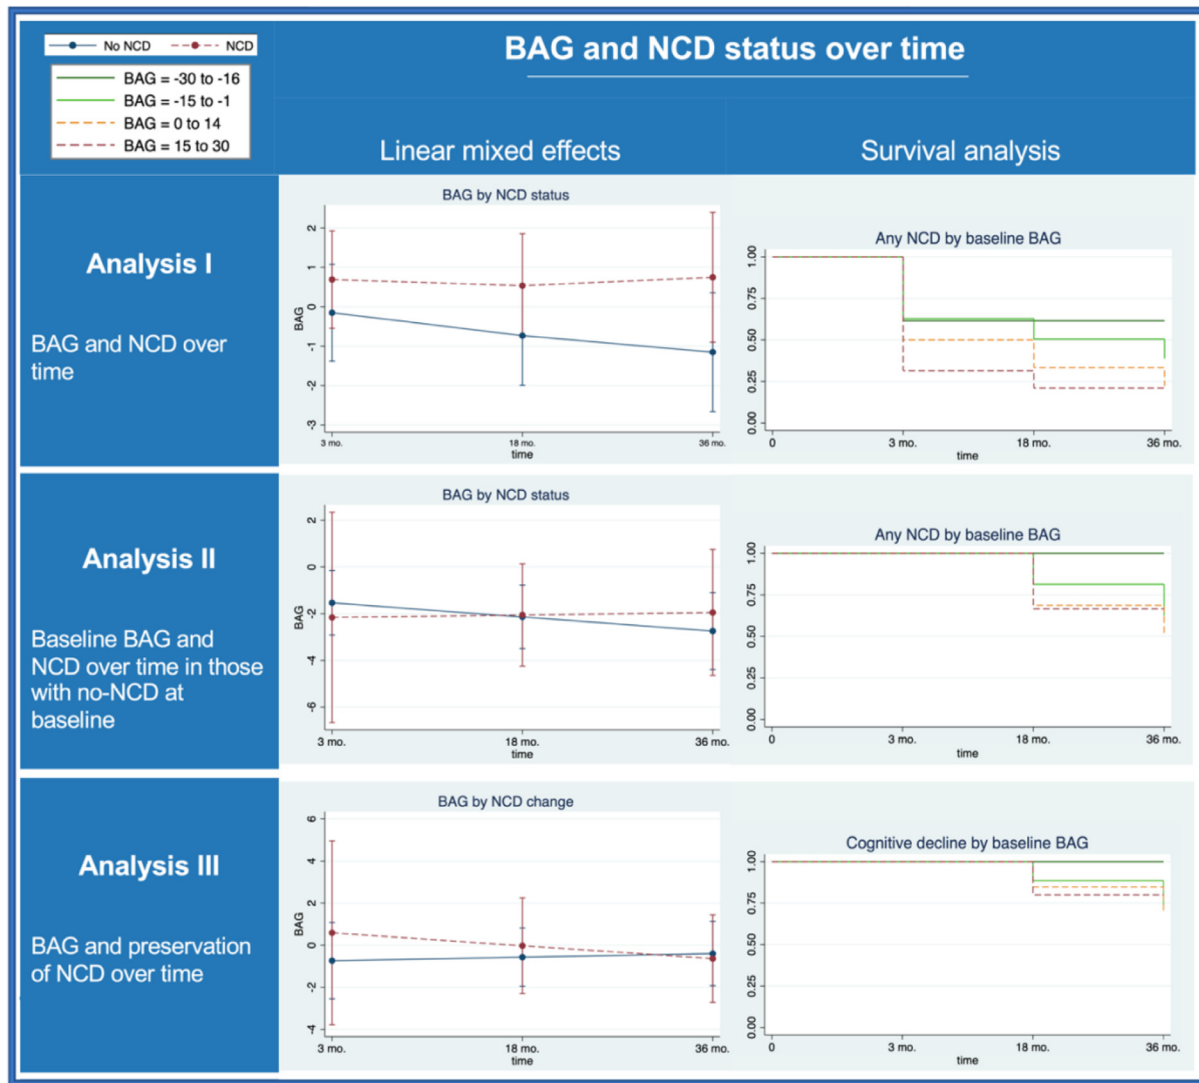 No NCD NCD
BAG = -30 to -16
BAG = -15 to -1
BAG = 0 to 14
BAG = 15 to 30
BAG and NCD status over time
Linear mixed effects
Survival analysis
Analysis I
BAG and NCD over
time
BAG by NCD status
BAG
2
1
0
-1
-2
-3
3 mo. 18 mo. 36 mo.
time
Any NCD by baseline BAG
1.00
0.75
0.50
0.25
0.00
0 3 mo. 18 mo. 36 mo.
time
Analysis II
Baseline BAG and
NCD over time in those
with no-NCD at
baseline
BAG by NCD status
BAG
2
0
-2
-4
-6
3 mo. 18 mo. 36 mo.
time
Any NCD by baseline BAG
1.00
0.75
0.50
0.25
0.00
0 3 mo. 18 mo. 36 mo.
time
Analysis III
BAG and preservation
of NCD over time
BAG by NCD change
BAG
6
4
2
0
-2
-4
3 mo. 18 mo. 36 mo.
time
Cognitive decline by baseline BAG
1.00
0.75
0.50
0.25
0.00
0 3 mo. 18 mo. 36 mo.
time